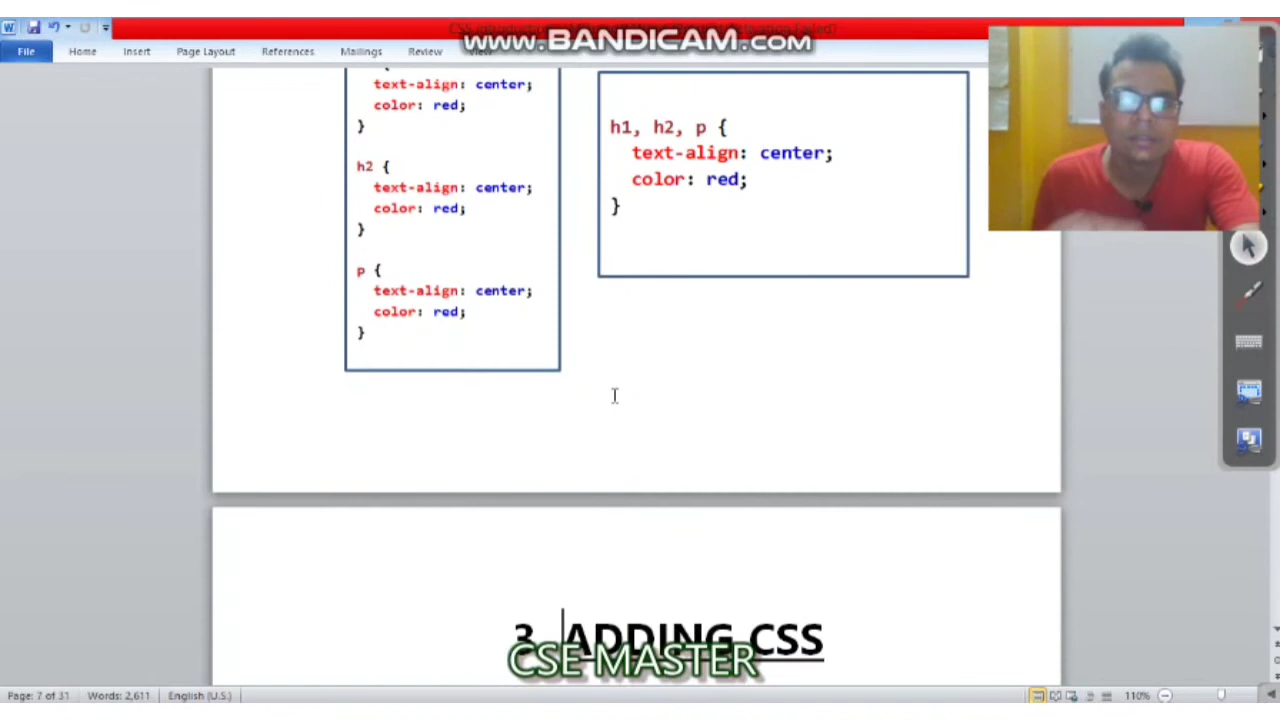 www.BANDICAM.com
File Home Insert Page Layout References Mailings Review View
{
text-align: center;
color: red;
}
h2 {
text-align: center;
color: red;
}
p {
text-align: center;
color: red;
}
h1, h2, p {
text-align: center;
color: red;
}
3. ADDING CSS
CSE MASTER
Page: 7 of 31 Words: 2,611 English (U.S.) 110%